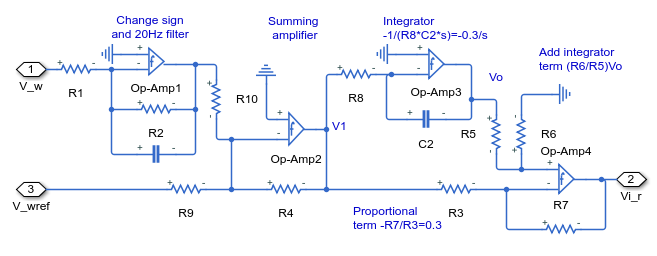 Change sign
and 20Hz filter
Summing
amplifier
Integrator
-1/(R8*C2*s)=-0.3/s
Add integrator
term (R6/R5)Vo
1
V_w
R1
Op-Amp1
R2
R10
Op-Amp2
V1
R8
Op-Amp3
C2
Vo
R5
R6
Op-Amp4
3
V_wref
R9
R4
Proportional
term -R7/R3=0.3
R3
R7
2
Vi_r